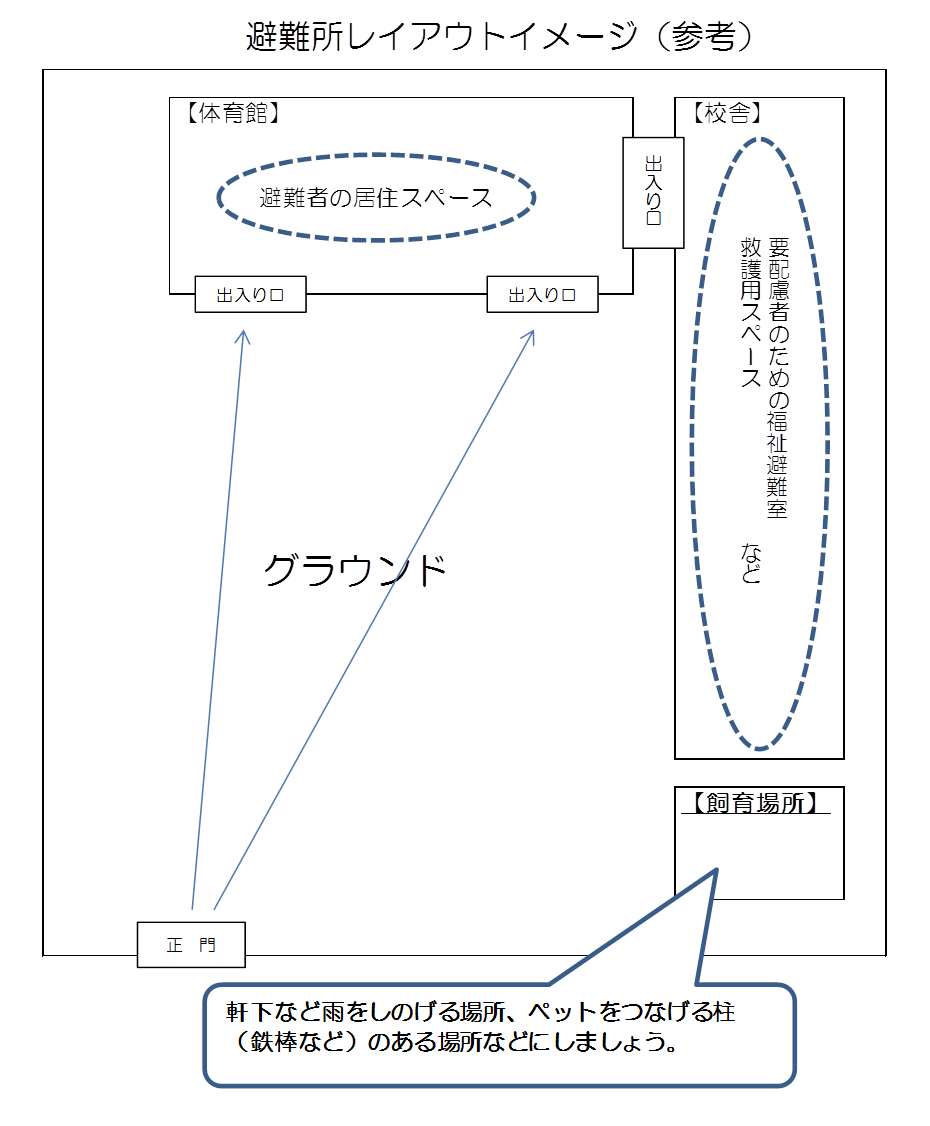 避難所レイアウトイメージ（参考）
【体育館】
避難者の居住スペース
出入り口
出入り口
出入り口
【校舎】
要配慮者のための福祉避難室
救護用スペース　　　など
グラウンド
【飼育場所】
正　門
軒下など雨をしのげる場所、ペットをつなげる柱
（鉄棒など）のある場所などにしましょう。